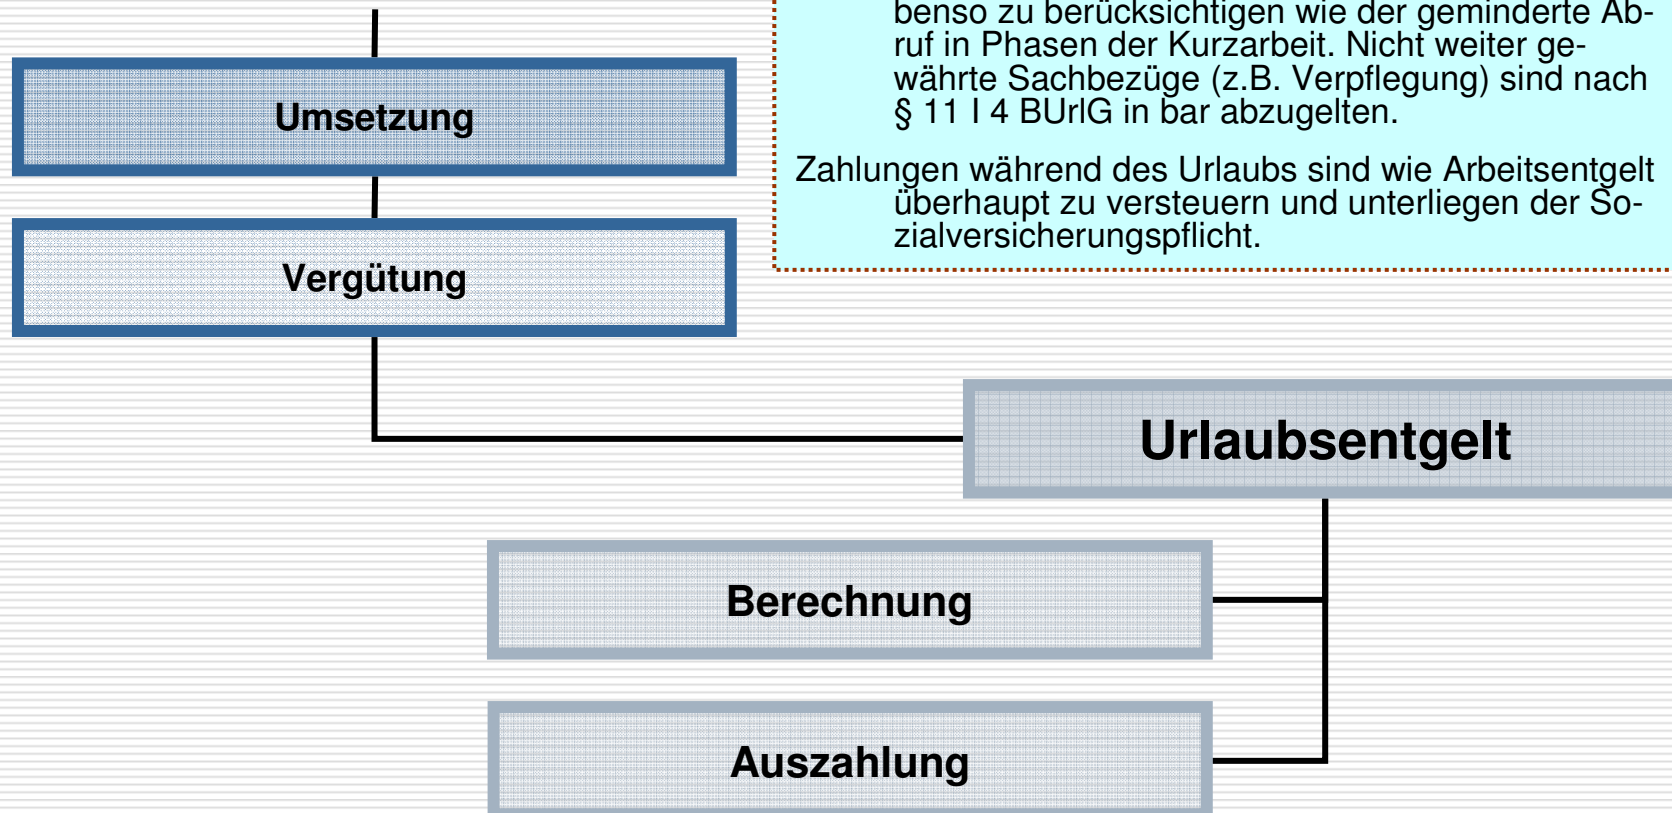 benso zu berücksichtigen wie der geminderte Ab-
ruf in Phasen der Kurzarbeit. Nicht weiter ge-
währte Sachbezüge (z.B. Verpflegung) sind nach
§ 11 I 4 BUrlG in bar abzugelten.
Zahlungen während des Urlaubs sind wie Arbeitsentgelt
überhaupt zu versteuern und unterliegen der So-
zialversicherungspflicht.
Umsetzung
Vergütung
Urlaubsentgelt
Berechnung
Auszahlung